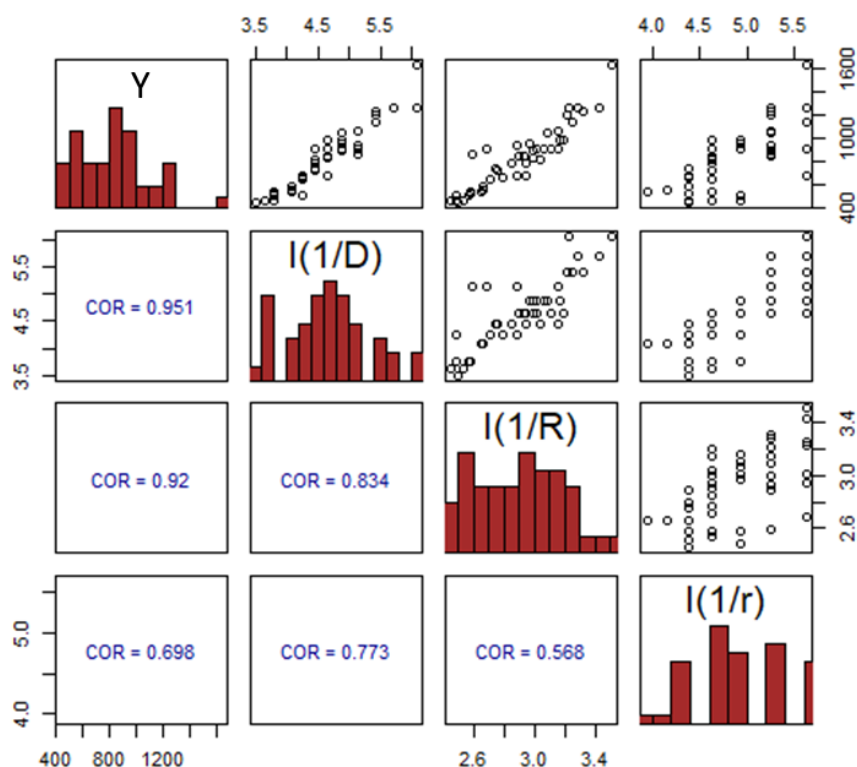 3.5 4.5 5.5 4.0 4.5 5.0 5.5
Y
400 1000 1600
I(1/D)
3.5 4.5 5.5
COR = 0.951
I(1/R)
COR = 0.92 COR = 0.834
2.6 3.0 3.4
I(1/r)
4.0 5.0
COR = 0.698 COR = 0.773 COR = 0.568
400 800 1200 2.6 3.0 3.4